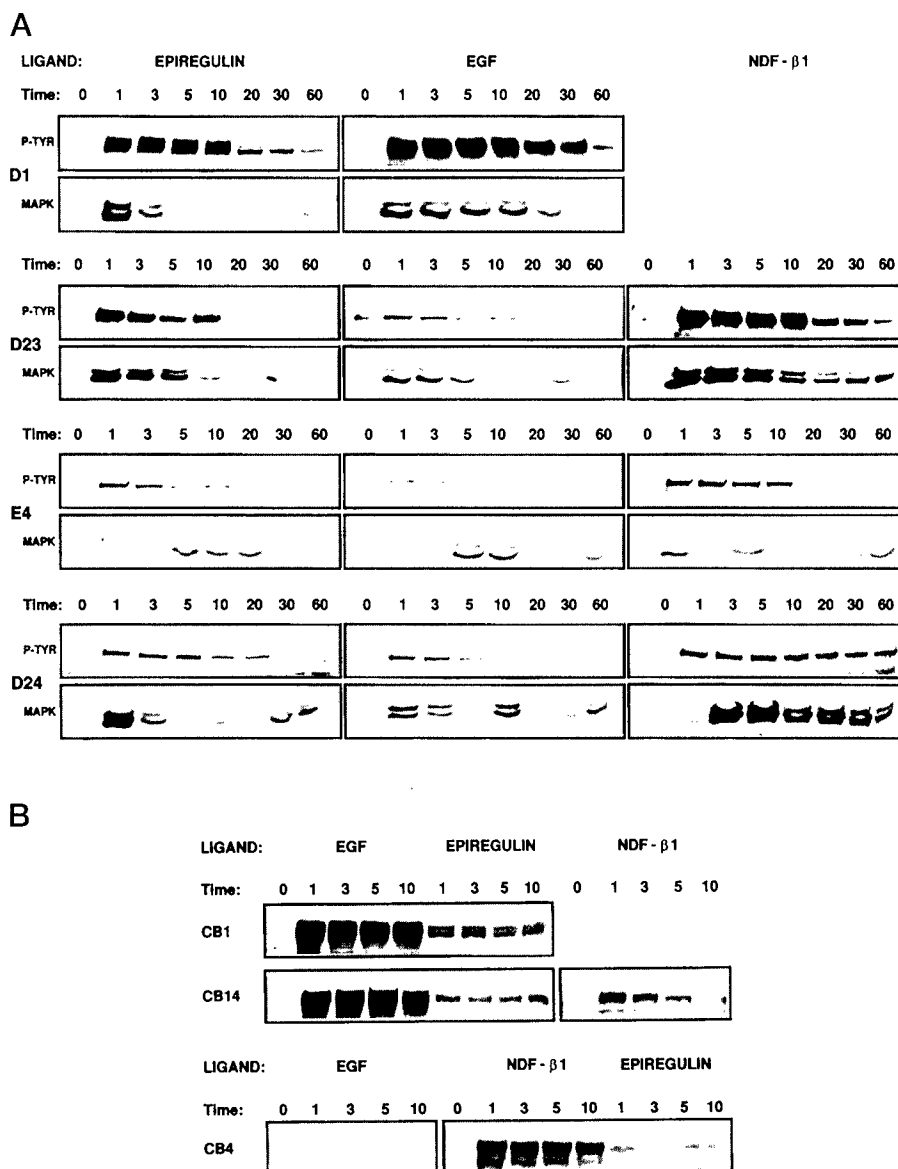 A
LIGAND: EPIREGULIN EGF NDF - β1
Time: 0 1 3 5 10 20 30 60 0 1 3 5 10 20 30 60
P-TYR
D1
MAPK
Time: 0 1 3 5 10 20 30 60 0 1 3 5 10 20 30 60 0 1 3 5 10 20 30 60
P-TYR
D23
MAPK
Time: 0 1 3 5 10 20 30 60 0 1 3 5 10 20 30 60 0 1 3 5 10 20 30 60
P-TYR
E4
MAPK
Time: 0 1 3 5 10 20 30 60 0 1 3 5 10 20 30 60 0 1 3 5 10 20 30 60
P-TYR
D24
MAPK
B
LIGAND: EGF EPIREGULIN NDF - β1
Time: 0 1 3 5 10 1 3 5 10 0 1 3 5 10
CB1
CB14
LIGAND: EGF NDF - β1 EPIREGULIN
Time: 0 1 3 5 10 0 1 3 5 10 1 3 5 10
CB4